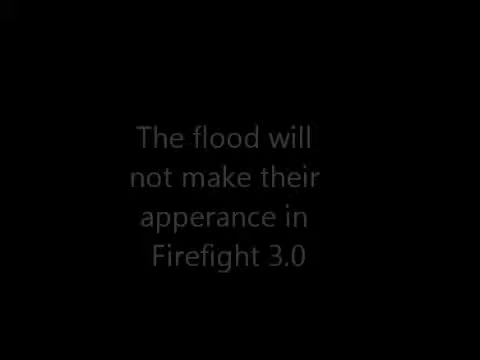 The flood will
not make their
apperance in
Firefight 3.0